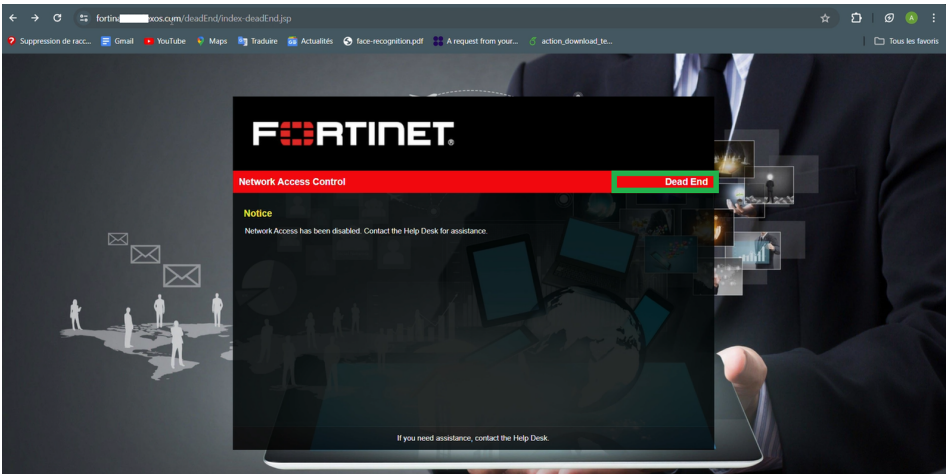 fortina xos.cum/deadEnd/index-deadEnd.jsp
Suppression de racc... Gmail YouTube Maps Traduire Actualités face-recognition.pdf A request from your... action_download_te... Tous les favoris
FORTINET
Network Access Control Dead End
Notice
Network Access has been disabled. Contact the Help Desk for assistance.
If you need assistance, contact the Help Desk.